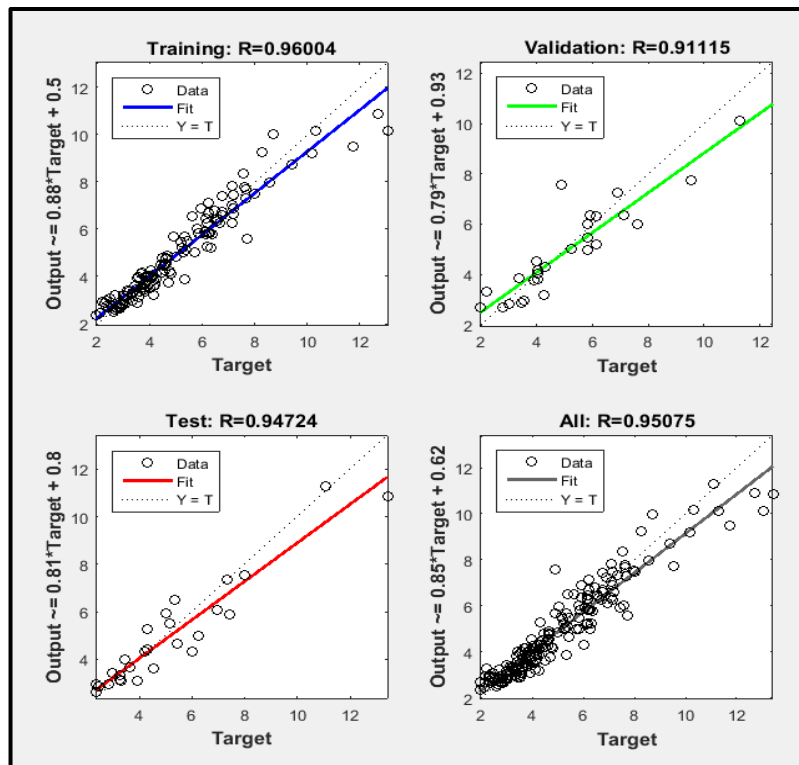 Training: R=0.96004
Output ~= 0.88*Target + 0.5
12
10
8
6
4
2
Data
Fit
Y = T
2 4 6 8 10 12
Target
Validation: R=0.91115
Output ~= 0.79*Target + 0.93
12
10
8
6
4
2
Data
Fit
Y = T
2 4 6 8 10 12
Target
Test: R=0.94724
Output ~= 0.81*Target + 0.8
12
10
8
6
4
Data
Fit
Y = T
4 6 8 10 12
Target
All: R=0.95075
Output ~= 0.85*Target + 0.62
12
10
8
6
4
2
Data
Fit
Y = T
2 4 6 8 10 12
Target